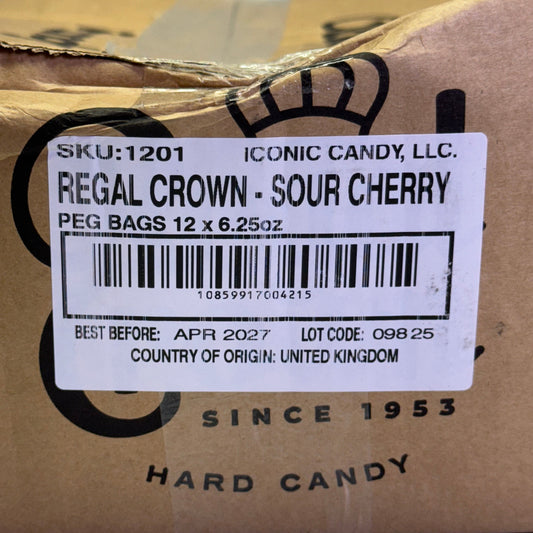 SKU:1201 ICONIC CANDY, LLC.
REGAL CROWN - SOUR CHERRY
PEG BAGS 12 x 6.25oz
10859917004215
BEST BEFORE: APR 2027 LOT CODE: 09825
COUNTRY OF ORIGIN: UNITED KINGDOM
SINCE 1953
HARD CANDY